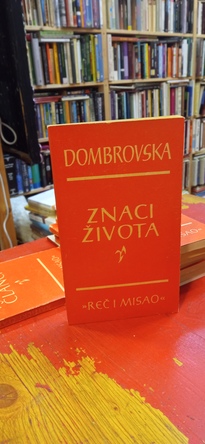 DOMBROVSKA
ZNACI
ŽIVOTA
»REČ I MISAO«